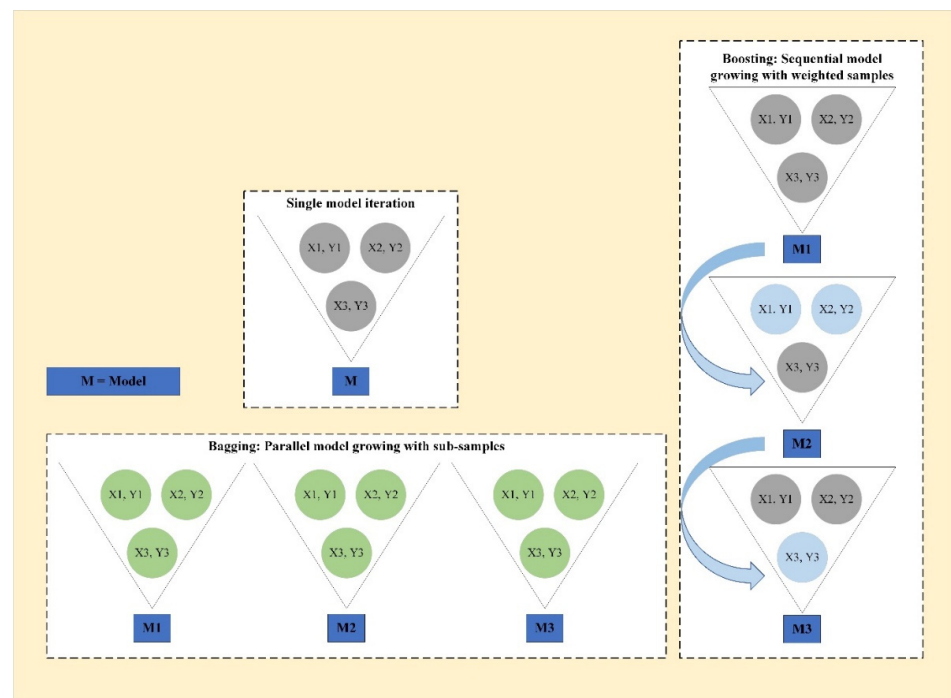 Boosting: Sequential model
growing with weighted samples
X1, Y1
X2, Y2
X3, Y3
M1
X1, Y1
X2, Y2
X3, Y3
M2
X1, Y1
X2, Y2
X3, Y3
M3
Single model iteration
X1, Y1
X2, Y2
X3, Y3
M
M = Model
Bagging: Parallel model growing with sub-samples
X1, Y1
X2, Y2
X3, Y3
M1
X1, Y1
X2, Y2
X3, Y3
M2
X1, Y1
X2, Y2
X3, Y3
M3